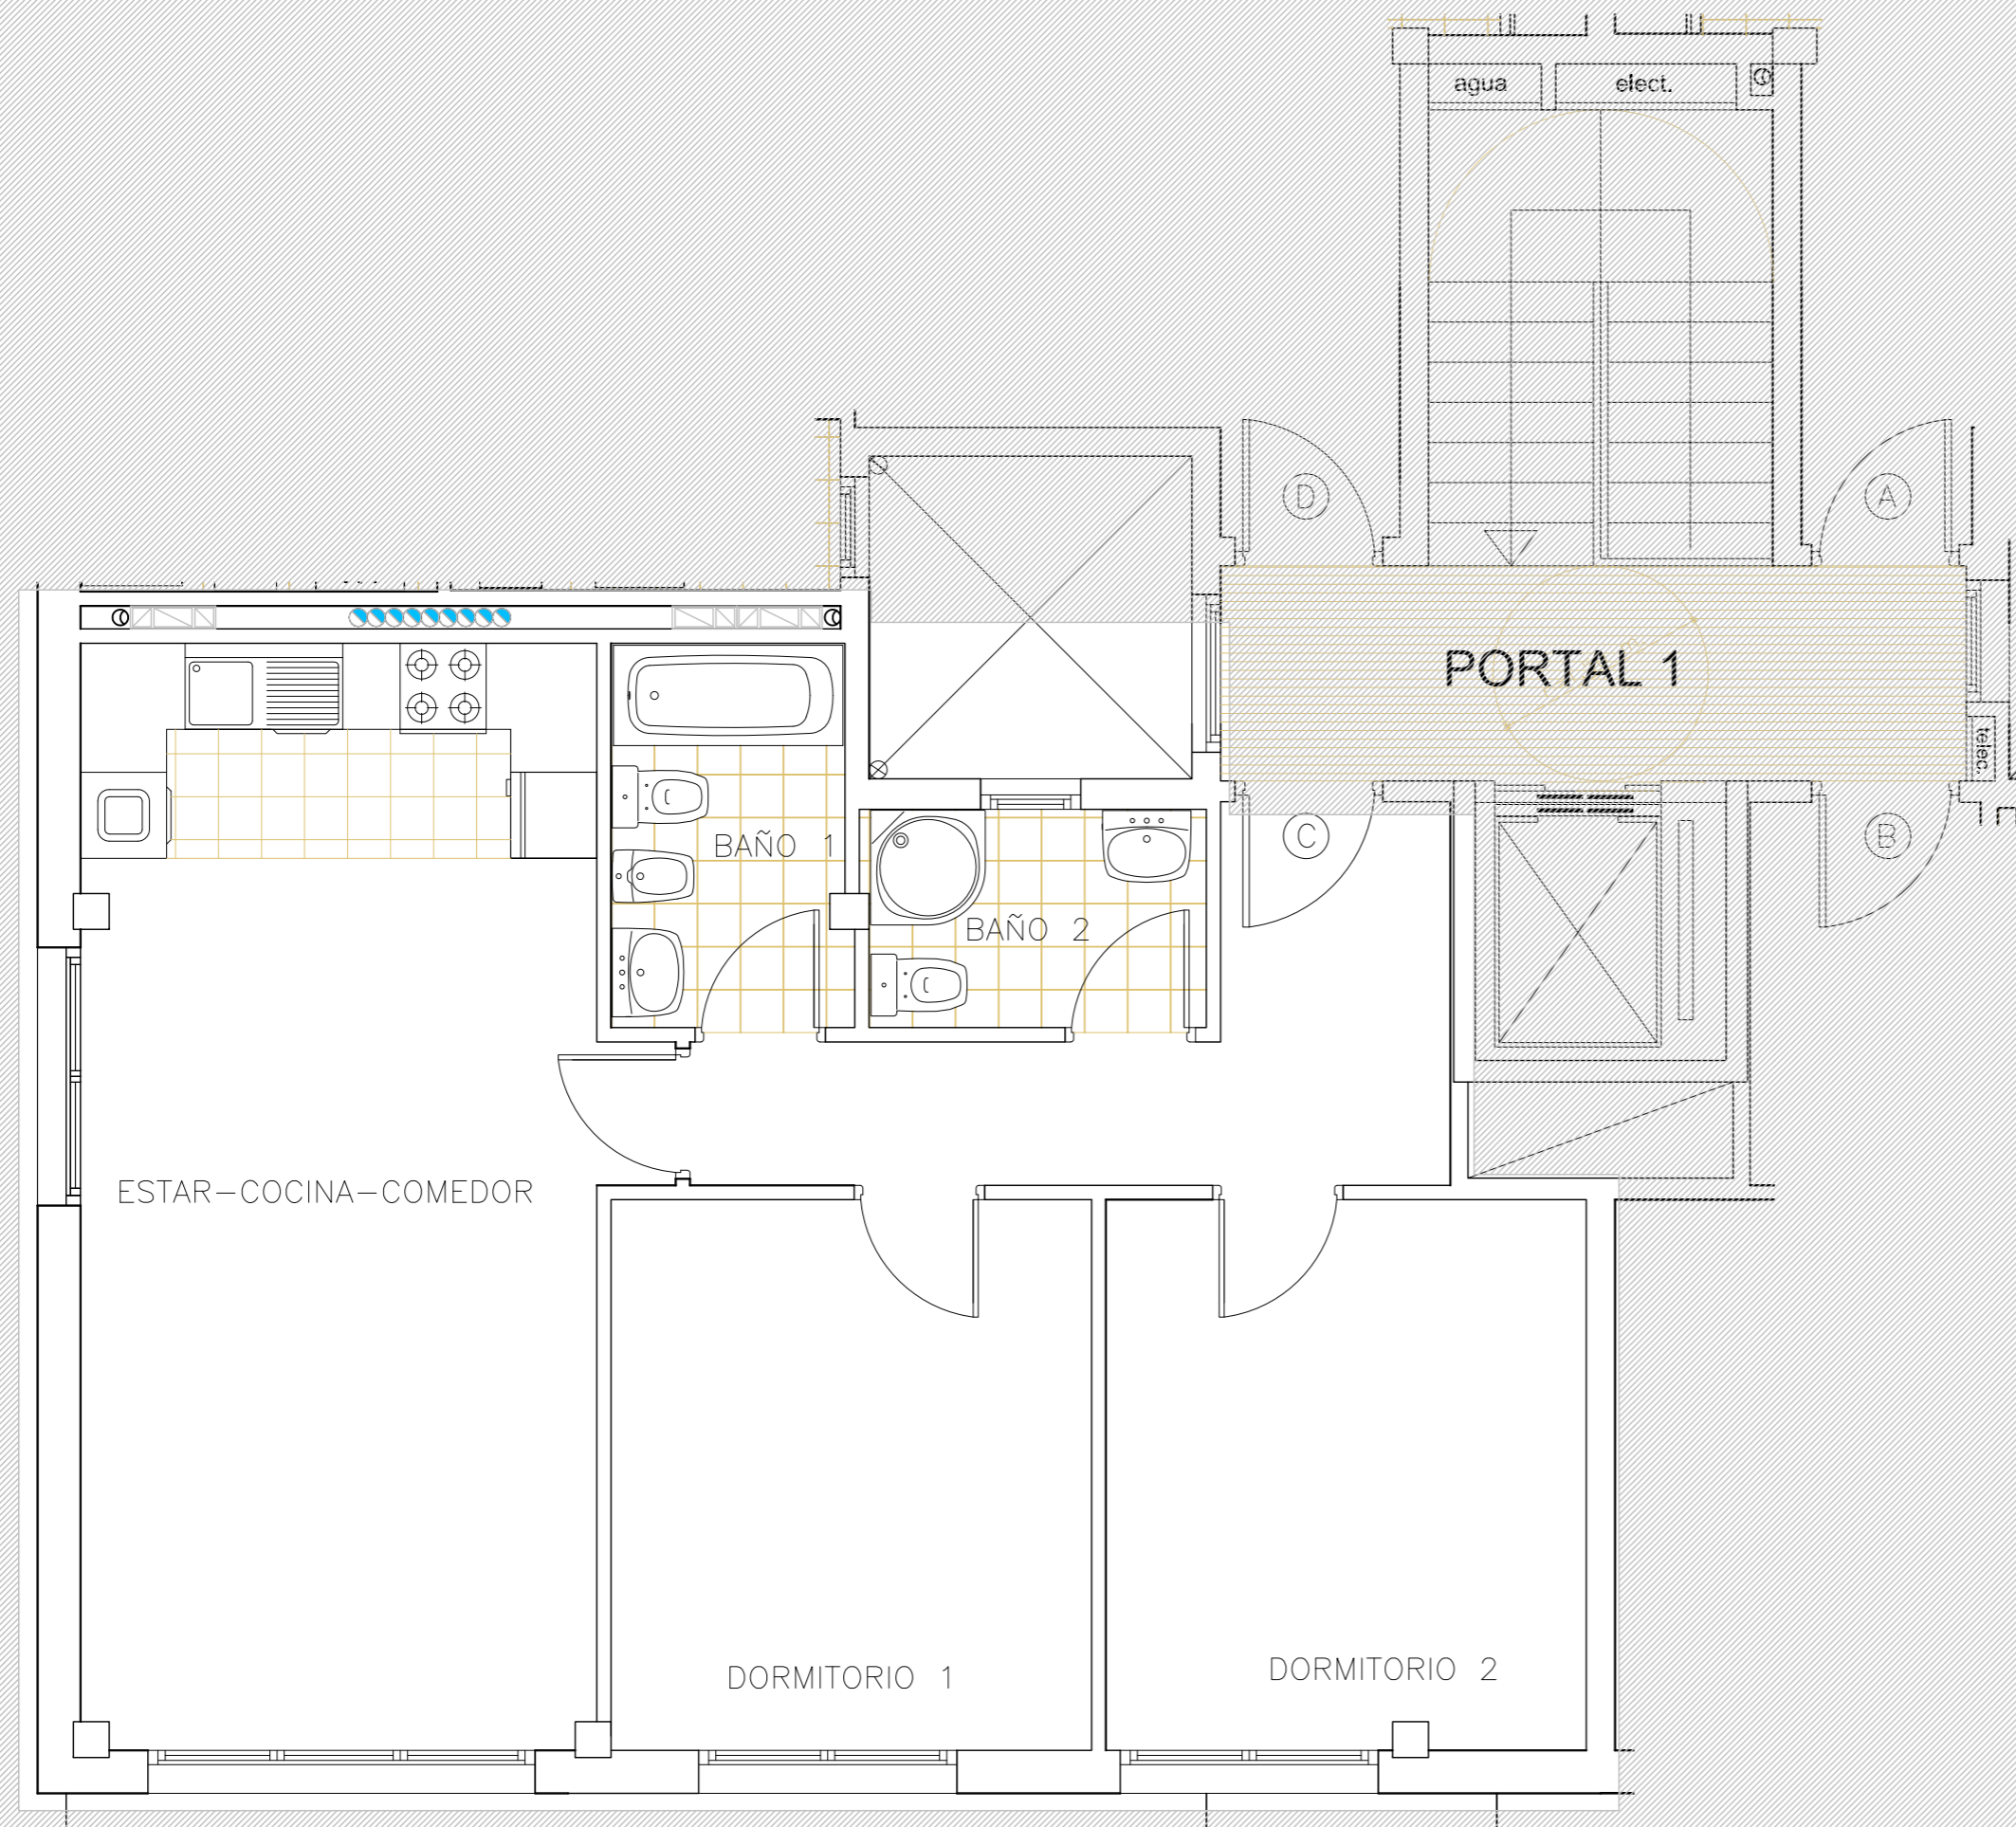 agua
elect.
D
A
PORTAL 1
telec.
BAÑO 1
C
B
BAÑO 2
ESTAR-COCINA-COMEDOR
DORMITORIO 1
DORMITORIO 2